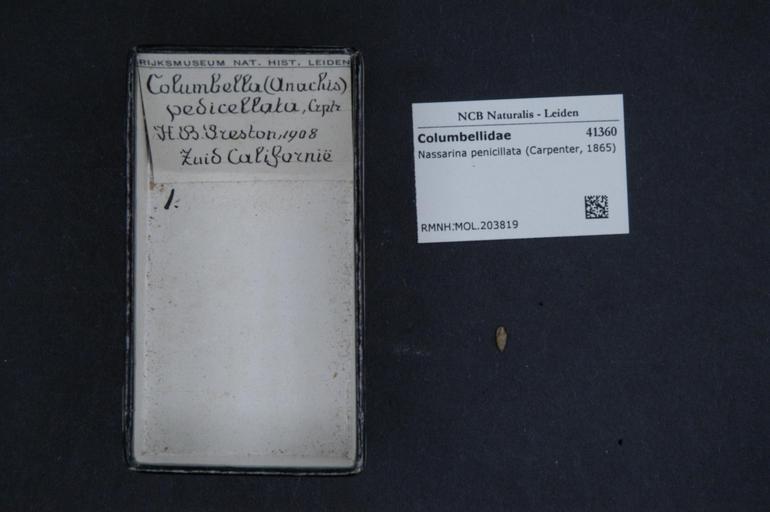 RIJKSMUSEUM NAT. HIST. LEIDEN
Columbella (Anachis)
pedicellata, Crptr
H.B. Preston, 1908
Zuid Californië
1.
NCB Naturalis - Leiden
Columbellidae 41360
Nassarina penicillata (Carpenter, 1865)
RMNH.MOL.203819